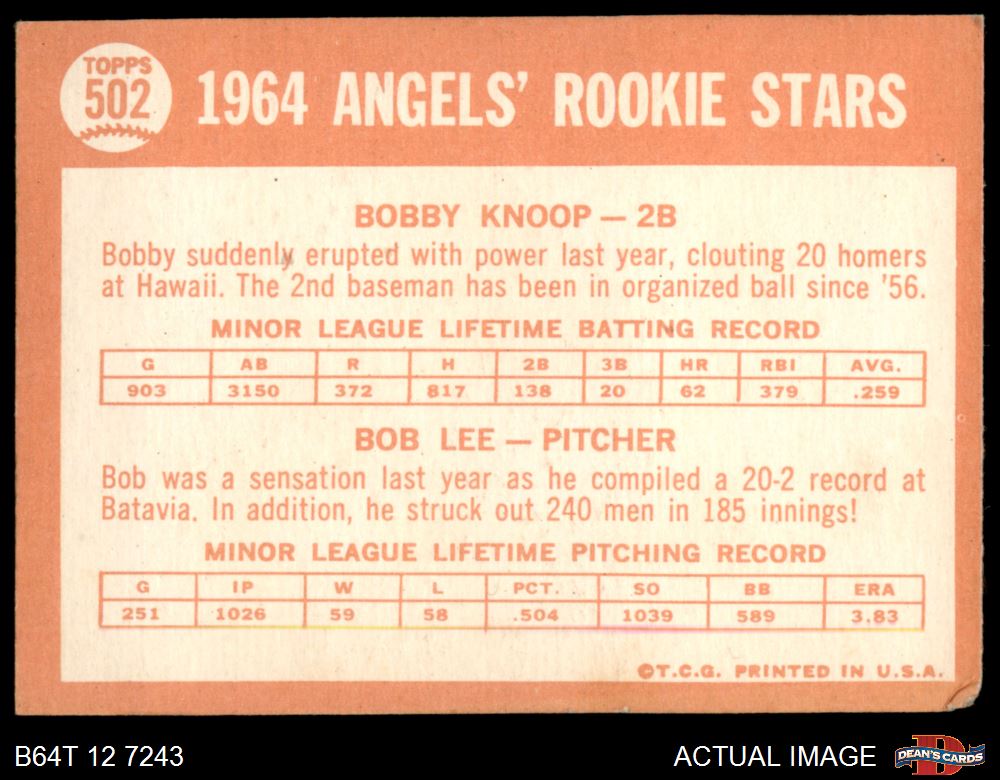 TOPPS
502
1964 ANGELS' ROOKIE STARS
BOBBY KNOOP — 2B
Bobby suddenly erupted with power last year, clouting 20 homers
at Hawaii. The 2nd baseman has been in organized ball since '56.
MINOR LEAGUE LIFETIME BATTING RECORD
G AB R H 2B 3B HR RBI AVG.
903 3150 372 817 138 20 62 379 .259
BOB LEE — PITCHER
Bob was a sensation last year as he compiled a 20-2 record at
Batavia. In addition, he struck out 240 men in 185 innings!
MINOR LEAGUE LIFETIME PITCHING RECORD
G IP W L PCT. SO BB ERA
251 1026 59 58 .504 1039 589 3.83
©T.C.G. PRINTED IN U.S.A.
B64T 12 7243
ACTUAL IMAGE
DEAN'S CARDS